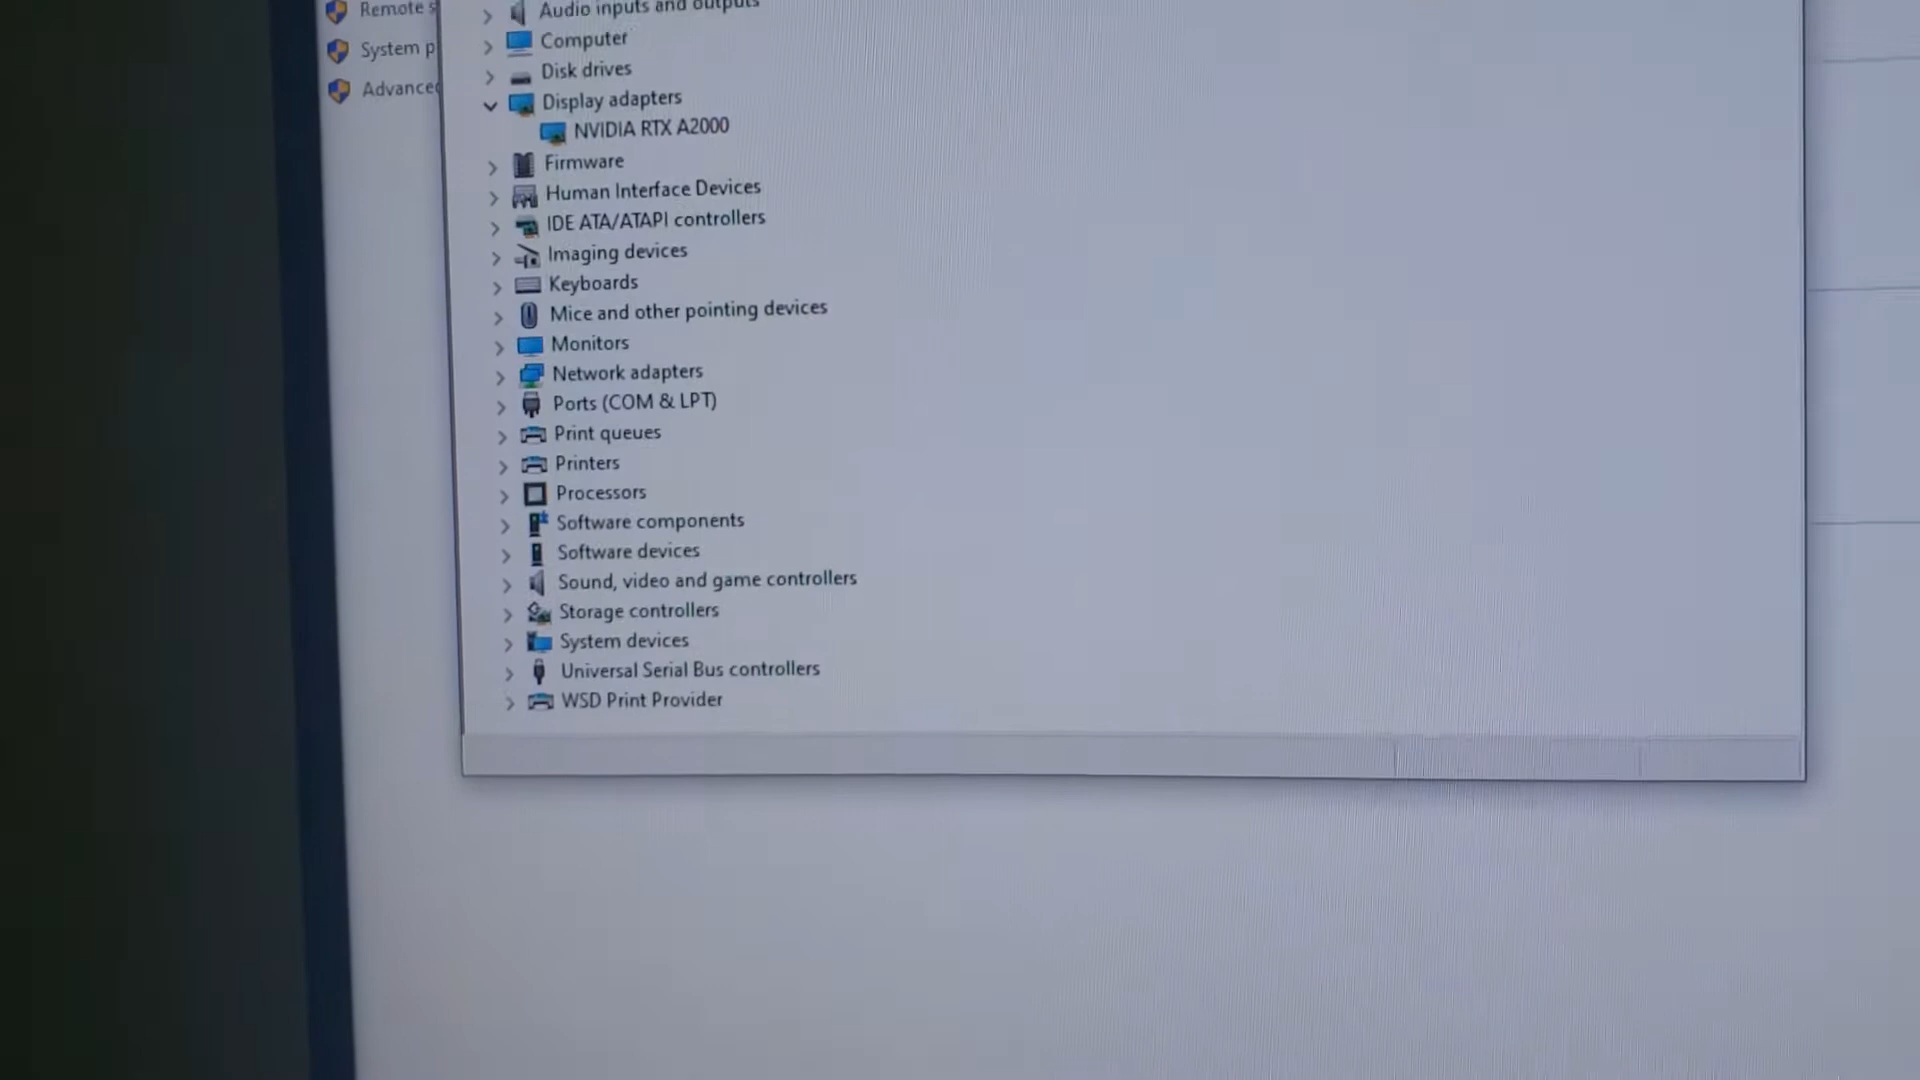 Remote s
System p
Advanced
Audio inputs and outputs
Computer
Disk drives
Display adapters
NVIDIA RTX A2000
Firmware
Human Interface Devices
IDE ATA/ATAPI controllers
Imaging devices
Keyboards
Mice and other pointing devices
Monitors
Network adapters
Ports (COM & LPT)
Print queues
Printers
Processors
Software components
Software devices
Sound, video and game controllers
Storage controllers
System devices
Universal Serial Bus controllers
WSD Print Provider